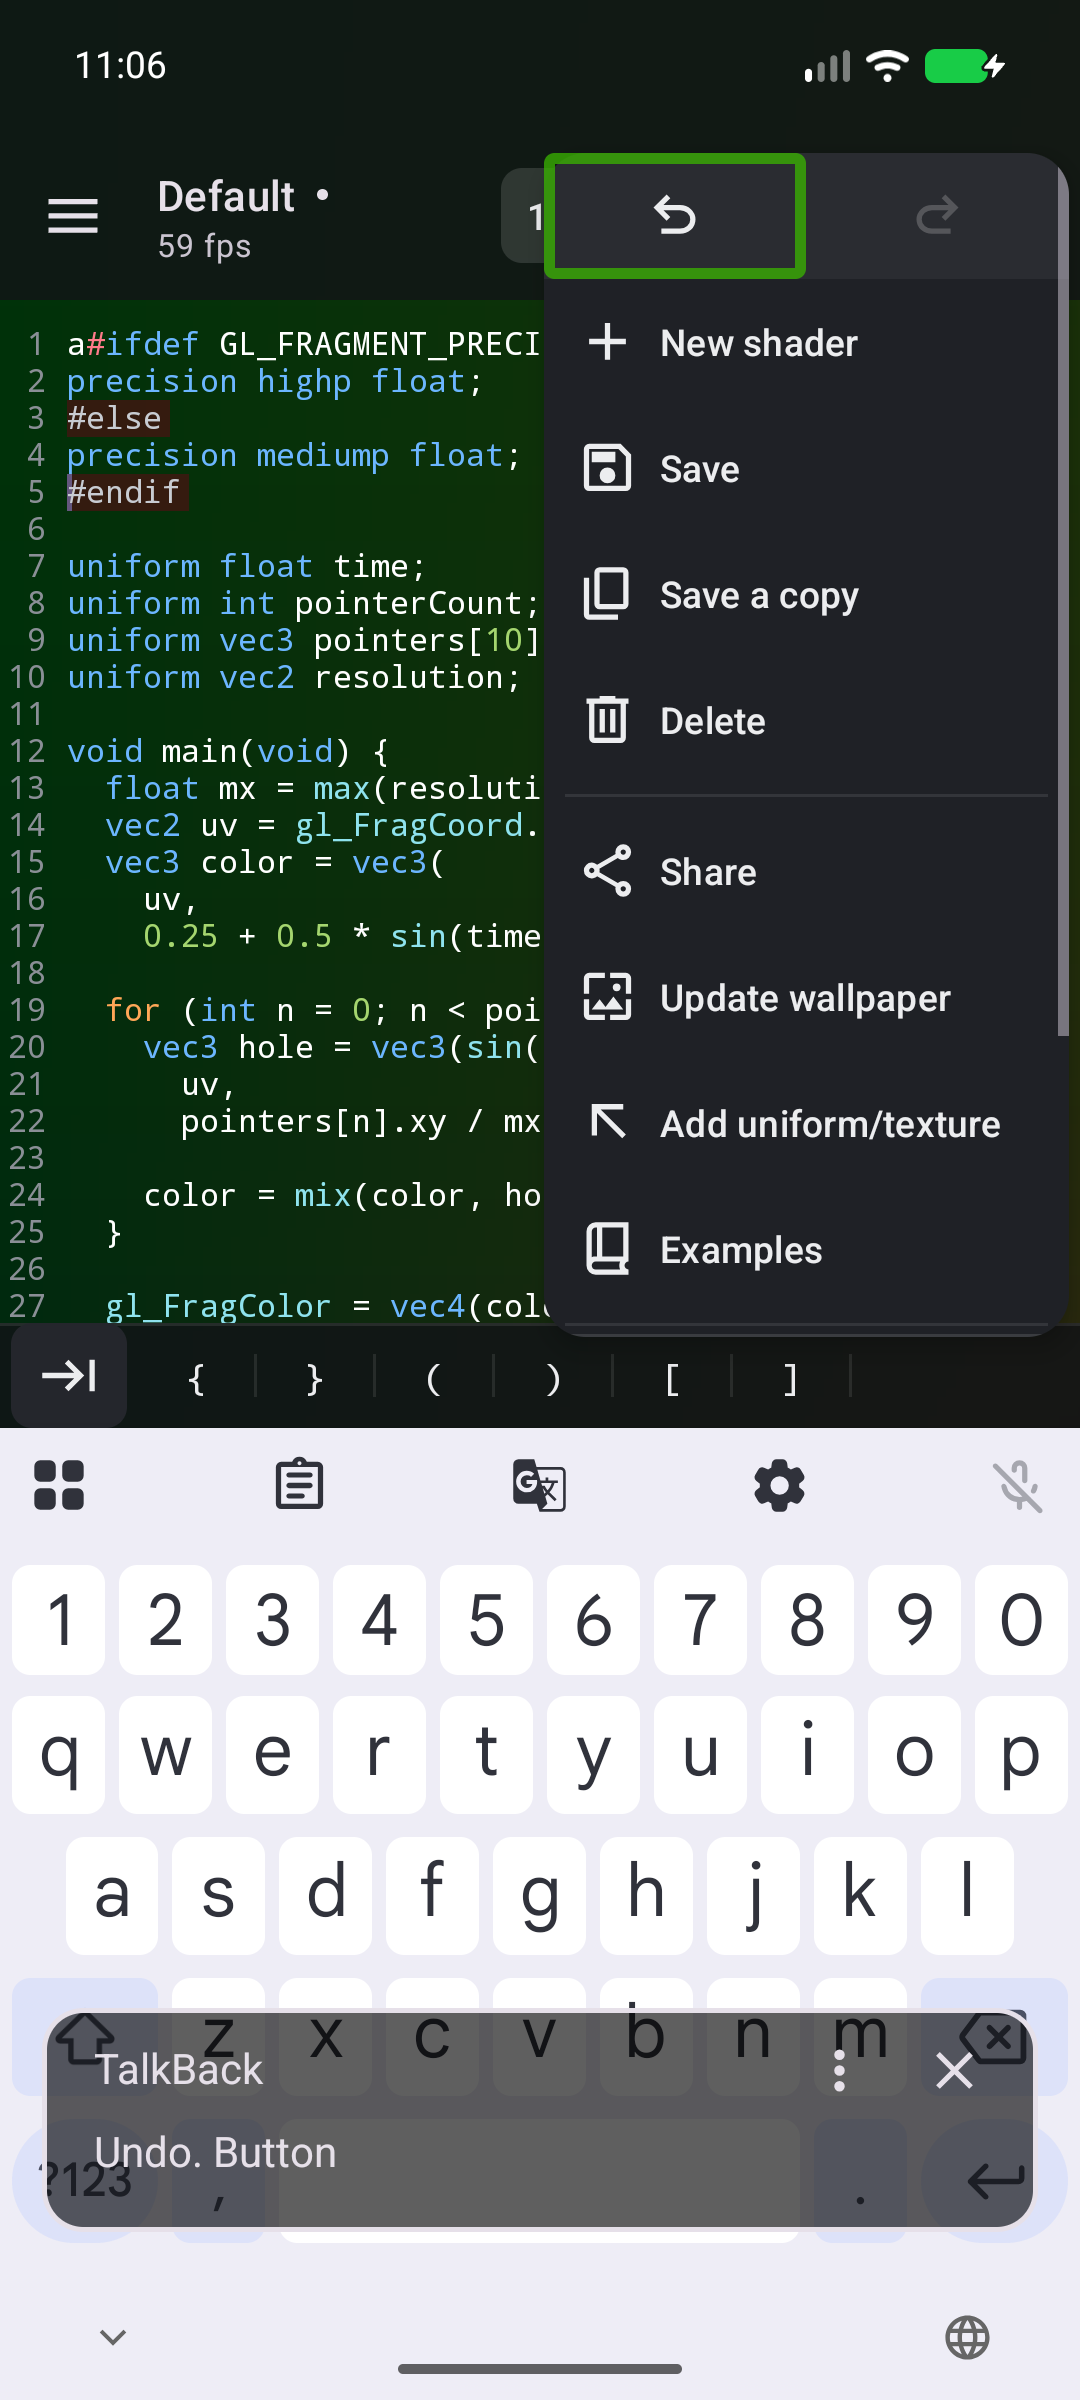 11:06
Default •
59 fps
1
1 a#ifdef GL_FRAGMENT_PRECI
2 precision highp float;
3 #else
4 precision mediump float;
5 #endif
6
7 uniform float time;
8 uniform int pointerCount;
9 uniform vec3 pointers[10]
10 uniform vec2 resolution;
11
12 void main(void) {
13   float mx = max(resoluti
14   vec2 uv = gl_FragCoord.
15   vec3 color = vec3(
16     uv,
17     0.25 + 0.5 * sin(time
18
19   for (int n = 0; n < poi
20     vec3 hole = vec3(sin(
21       uv,
22       pointers[n].xy / mx
23
24     color = mix(color, ho
25   }
26
27   gl_FragColor = vec4(col
New shader
Save
Save a copy
Delete
Share
Update wallpaper
Add uniform/texture
Examples
{ } ( ) [ ]
1 2 3 4 5 6 7 8 9 0
q w e r t y u i o p
a s d f g h j k l
z x c v b n m
TalkBack
Undo. Button
?123 , .